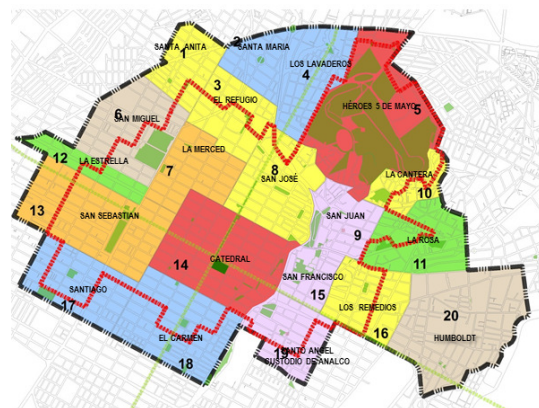 SANTA ANITA
1
2
SANTA MARIA
LOS LAVADEROS
4
3
EL REFUGIO
HÉROES 5 DE MAYO
5
6
SAN MIGUEL
LA MERCED
7
8
SAN JOSÉ
LA CANTERA
10
12
LA ESTRELLA
13
SAN SEBASTIAN
SAN JUAN
9
LA ROSA
11
14
CATEDRAL
SAN FRANCISCO
15
SANTIAGO
17
LOS REMEDIOS
16
20
HUMBOLDT
EL CARMEN
18
19
SANTO ANGEL
CUSTODIO DE ANALCO